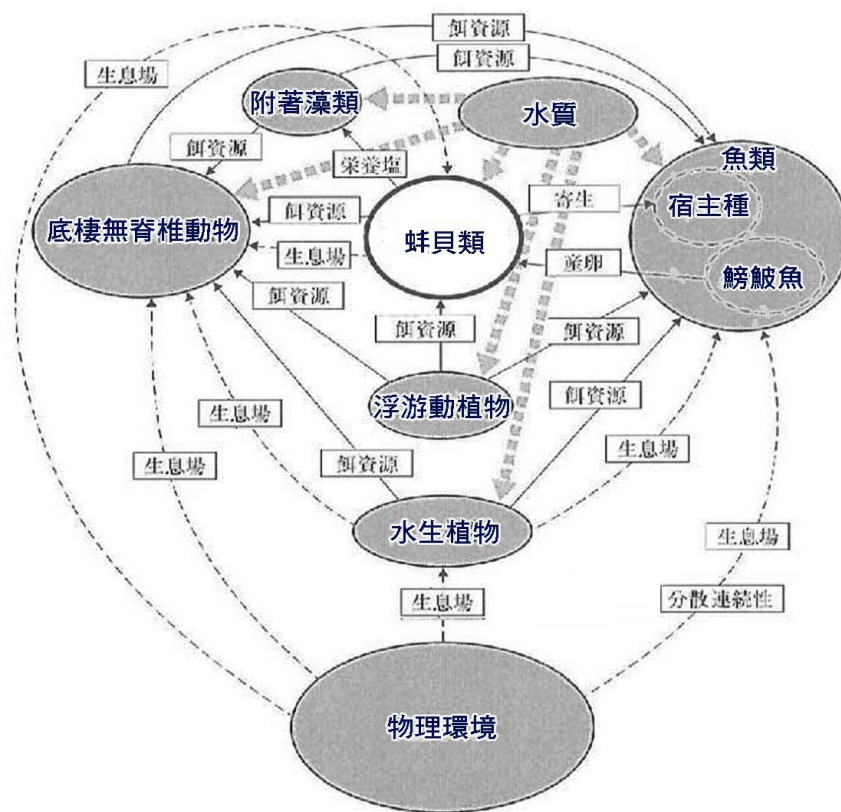 餌資源
餌資源
生息場
附著藻類
水質
魚類
餌資源
栄養塩
宿主種
寄生
餌資源
底棲無脊椎動物
蚌貝類
生息場
産卵
鰟鮍魚
餌資源
餌資源
餌資源
浮游動植物
餌資源
生息場
生息場
生息場
餌資源
水生植物
生息場
生息場
分散連続性
物理環境